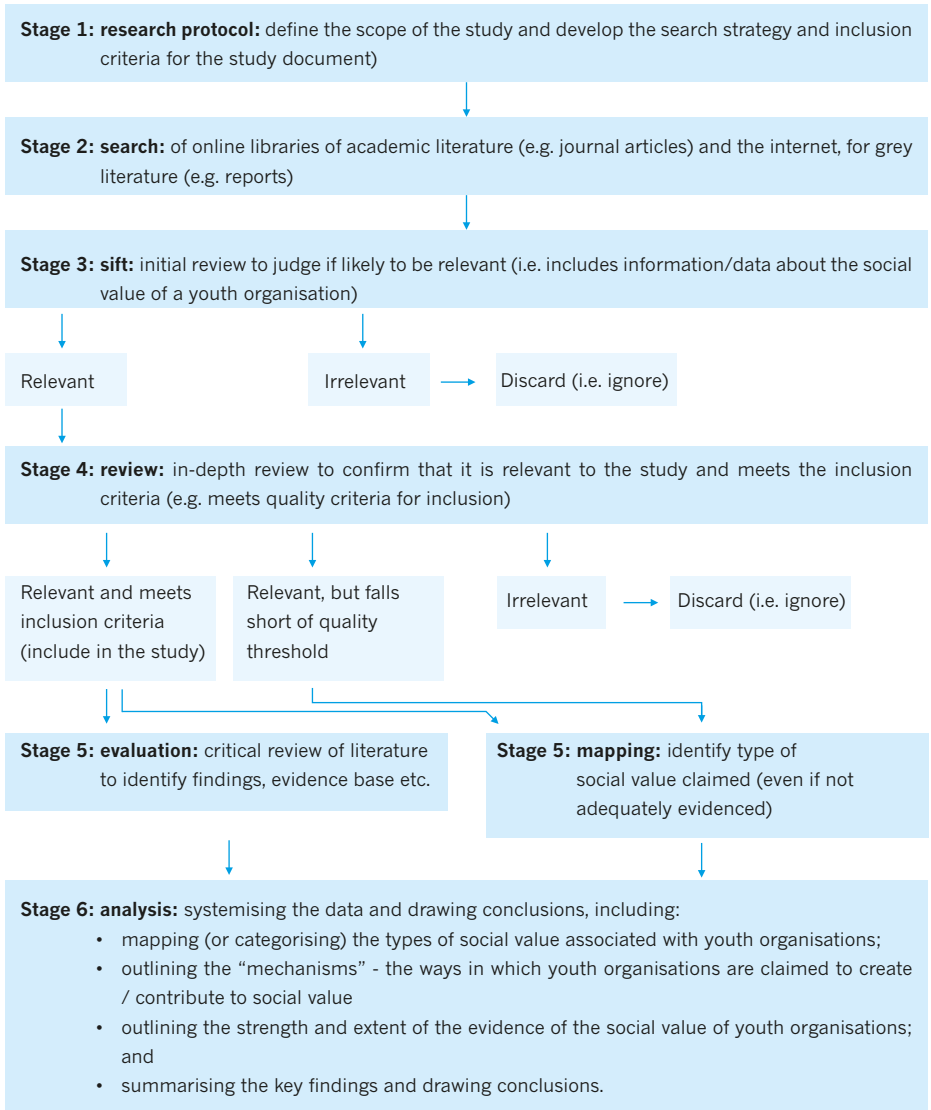 Stage 1: research protocol: define the scope of the study and develop the search strategy and inclusion
criteria for the study document)
Stage 2: search: of online libraries of academic literature (e.g. journal articles) and the internet, for grey
literature (e.g. reports)
Stage 3: sift: initial review to judge if likely to be relevant (i.e. includes information/data about the social
value of a youth organisation)
Relevant
Irrelevant
Discard (i.e. ignore)
Stage 4: review: in-depth review to confirm that it is relevant to the study and meets the inclusion
criteria (e.g. meets quality criteria for inclusion)
Relevant and meets
inclusion criteria
(include in the study)
Relevant, but falls
short of quality
threshold
Irrelevant
Discard (i.e. ignore)
Stage 5: evaluation: critical review of literature
to identify findings, evidence base etc.
Stage 5: mapping: identify type of
social value claimed (even if not
adequately evidenced)
Stage 6: analysis: systemising the data and drawing conclusions, including:
• mapping (or categorising) the types of social value associated with youth organisations;
• outlining the “mechanisms” - the ways in which youth organisations are claimed to create
/ contribute to social value
• outlining the strength and extent of the evidence of the social value of youth organisations;
and
• summarising the key findings and drawing conclusions.